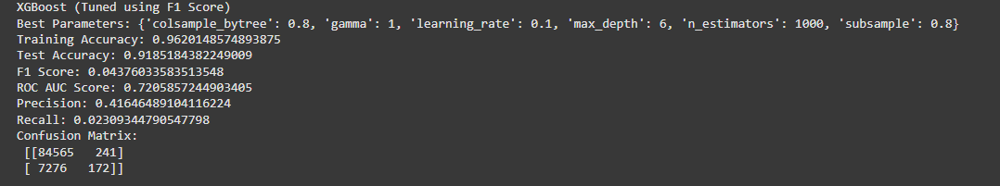 XGBoost (Tuned using F1 Score)
Best Parameters: {'colsample_bytree': 0.8, 'gamma': 1, 'learning_rate': 0.1, 'max_depth': 6, 'n_estimators': 1000, 'subsample': 0.8}
Training Accuracy: 0.9620148574893875
Test Accuracy: 0.9185184382249009
F1 Score: 0.04376033583513548
ROC AUC Score: 0.7205857244903405
Precision: 0.41646489104116224
Recall: 0.02309344790547798
Confusion Matrix:
[[84565 241]
[ 7276 172]]